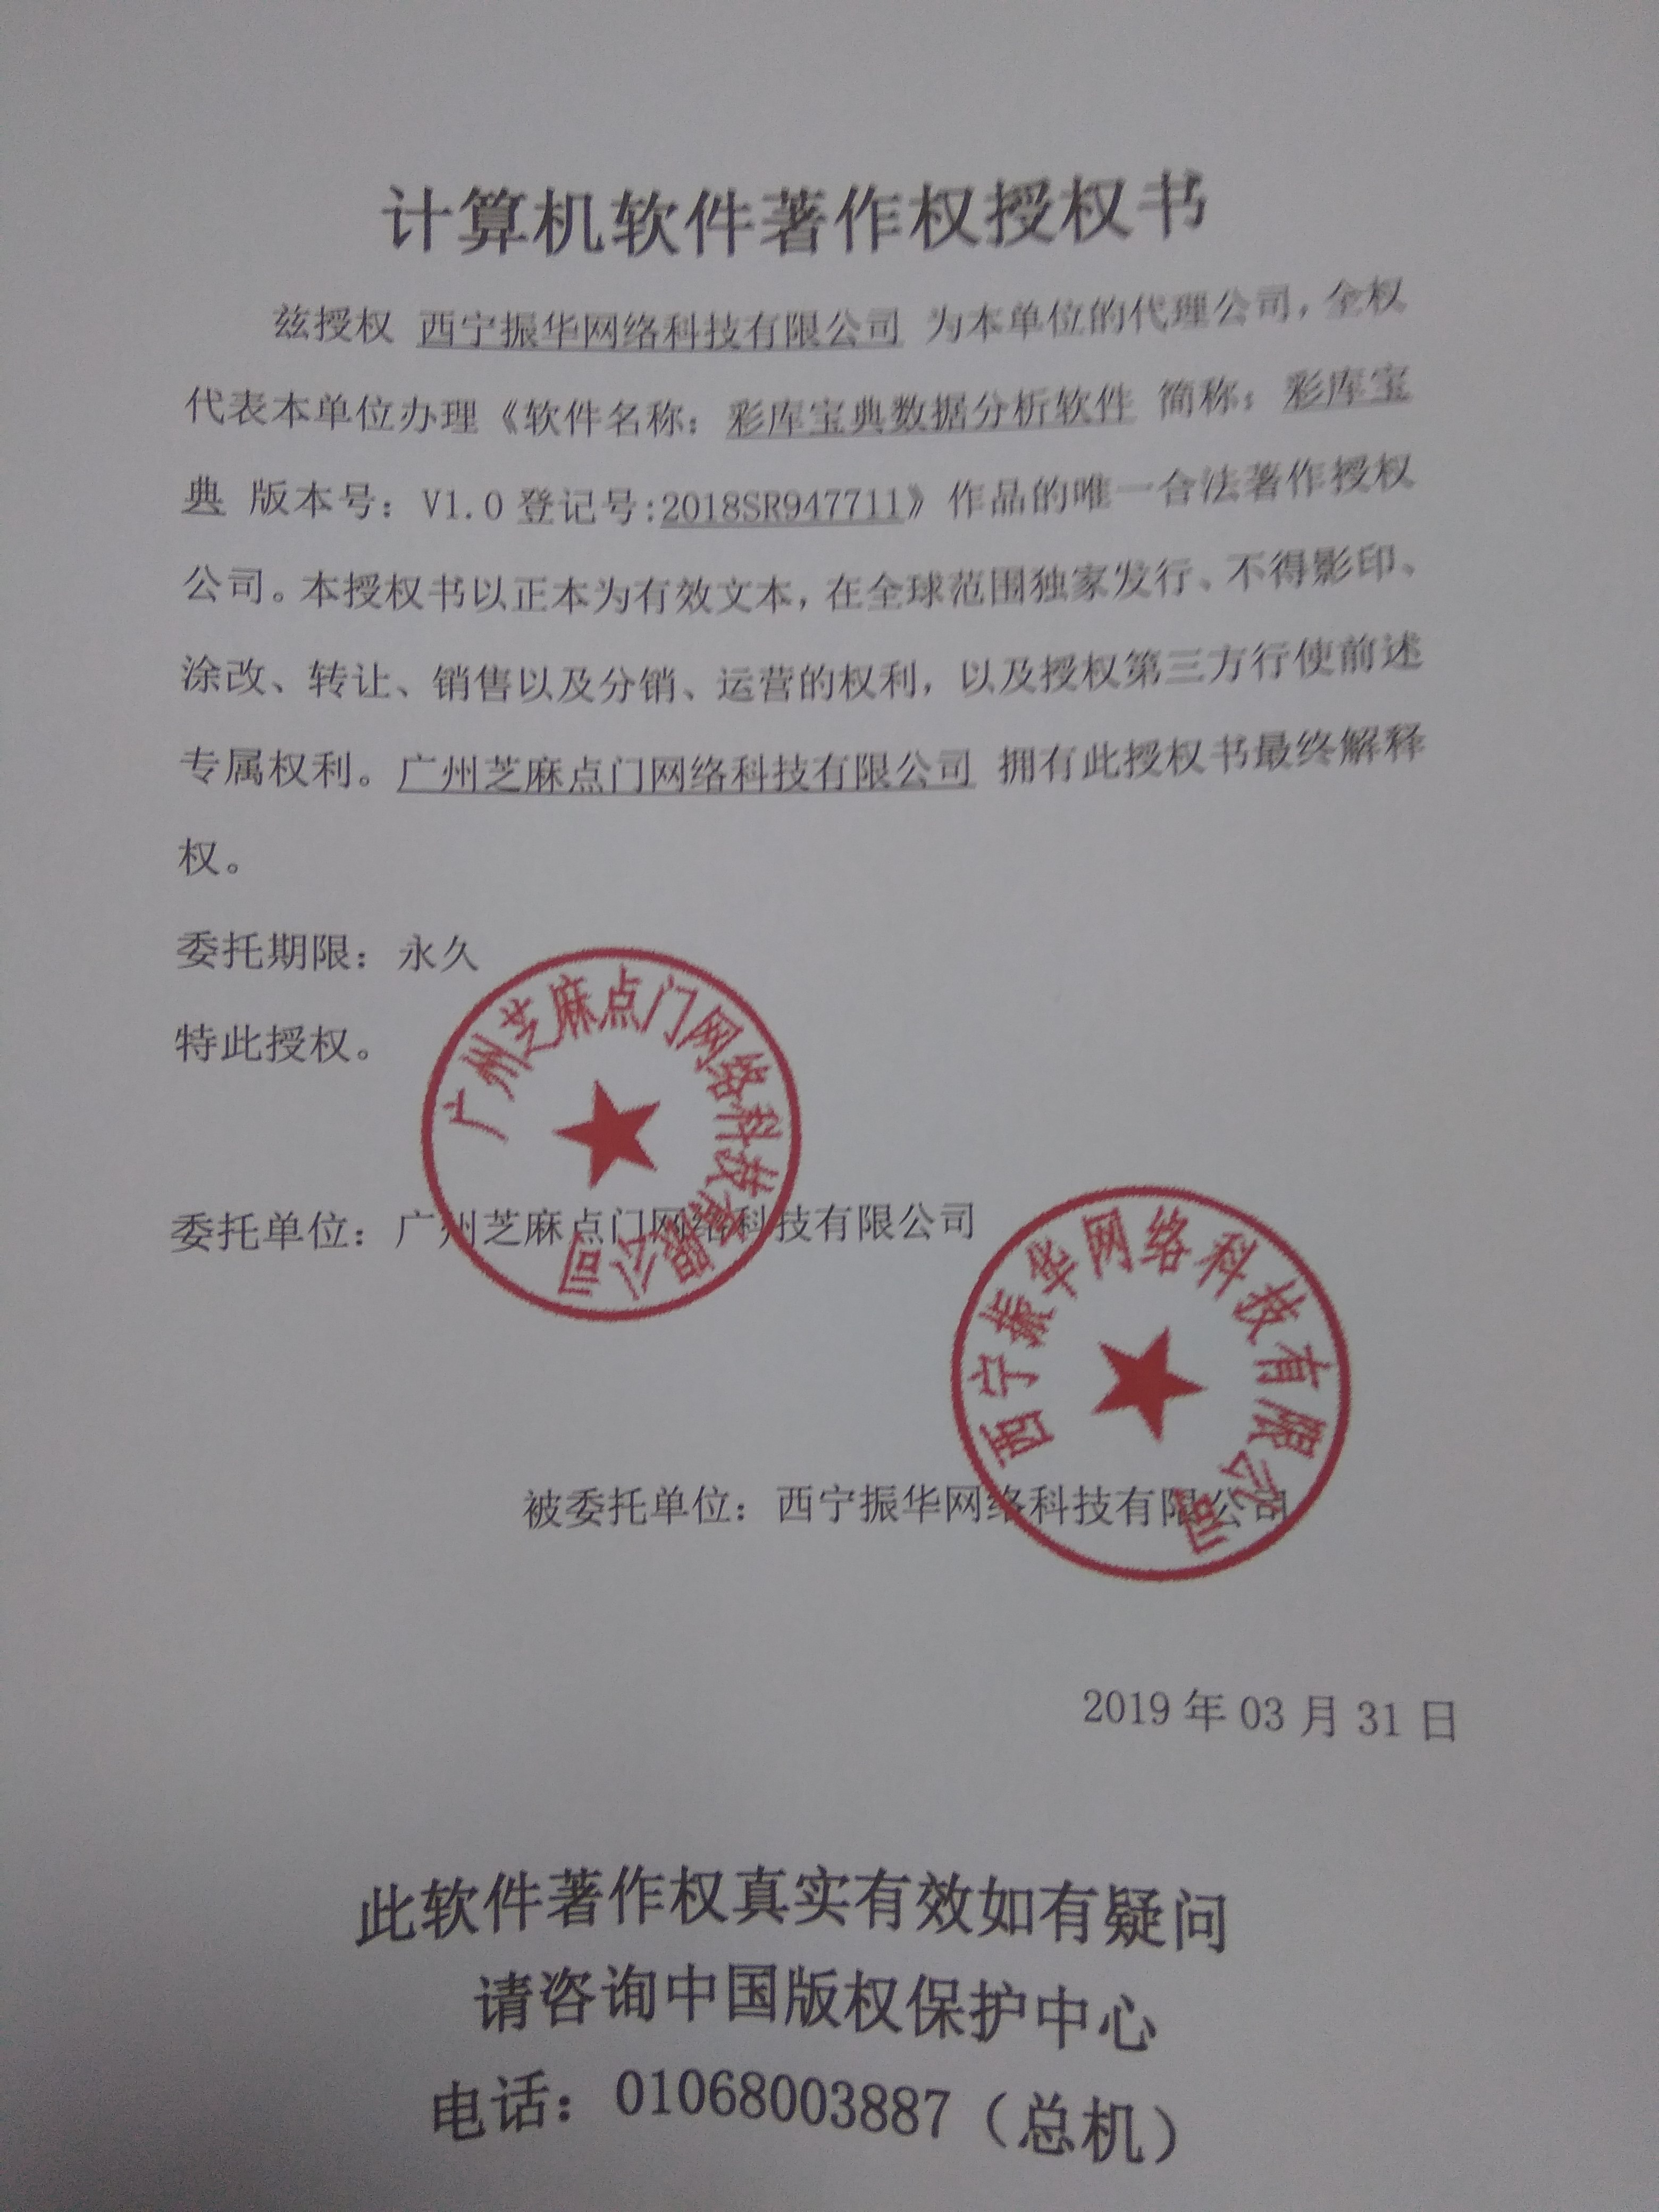 计算机软件著作权授权书
兹授权 西宁振华网络科技有限公司 为本单位的代理公司，全权
代表本单位办理《软件名称：彩库宝典数据分析软件 简称：彩库宝
典 版本号：V1.0登记号:2018SR947711》作品的唯一合法著作授权
公司。本授权书以正本为有效文本，在全球范围独家发行、不得影印、
涂改、转让、销售以及分销、运营的权利，以及授权第三方行使前述
专属权利。广州芝麻点门网络科技有限公司 拥有此授权书最终解释
权。
委托期限：永久
特此授权。
广州芝麻点门网络科技有限公司
委托单位：广州芝麻点门网络科技有限公司
西宁振华网络科技有限公司
被委托单位：西宁振华网络科技有限公司
2019年03月31日
此软件著作权真实有效如有疑问
请咨询中国版权保护中心
电话：01068003887（总机）